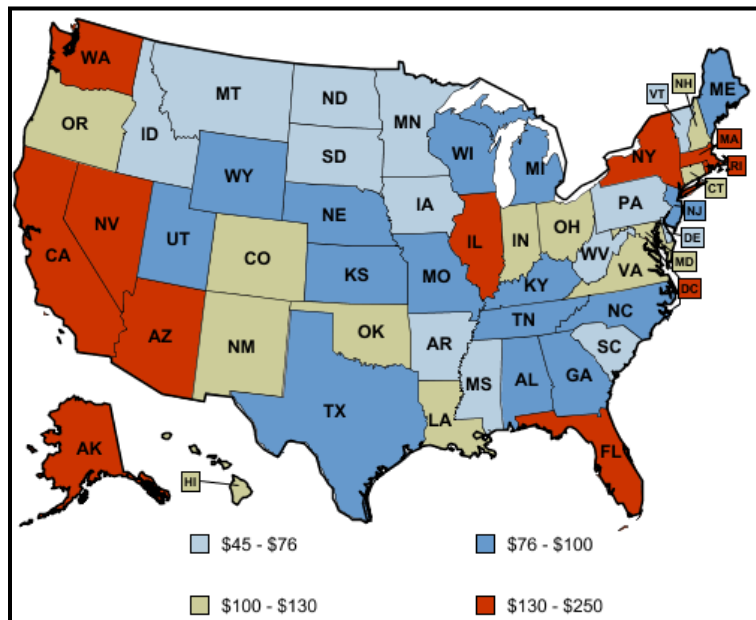 WA
MT
ND
MN
VT
NH
ME
OR
ID
SD
WI
MI
NY
MA
RI
CT
WY
IA
PA
NJ
NE
NV
UT
CA
CO
IL
IN
OH
WV
DE
MD
VA
DC
KS
MO
KY
NC
TN
AZ
NM
OK
AR
SC
MS
AL
GA
TX
LA
FL
AK
HI
$45 - $76
$76 - $100
$100 - $130
$130 - $250